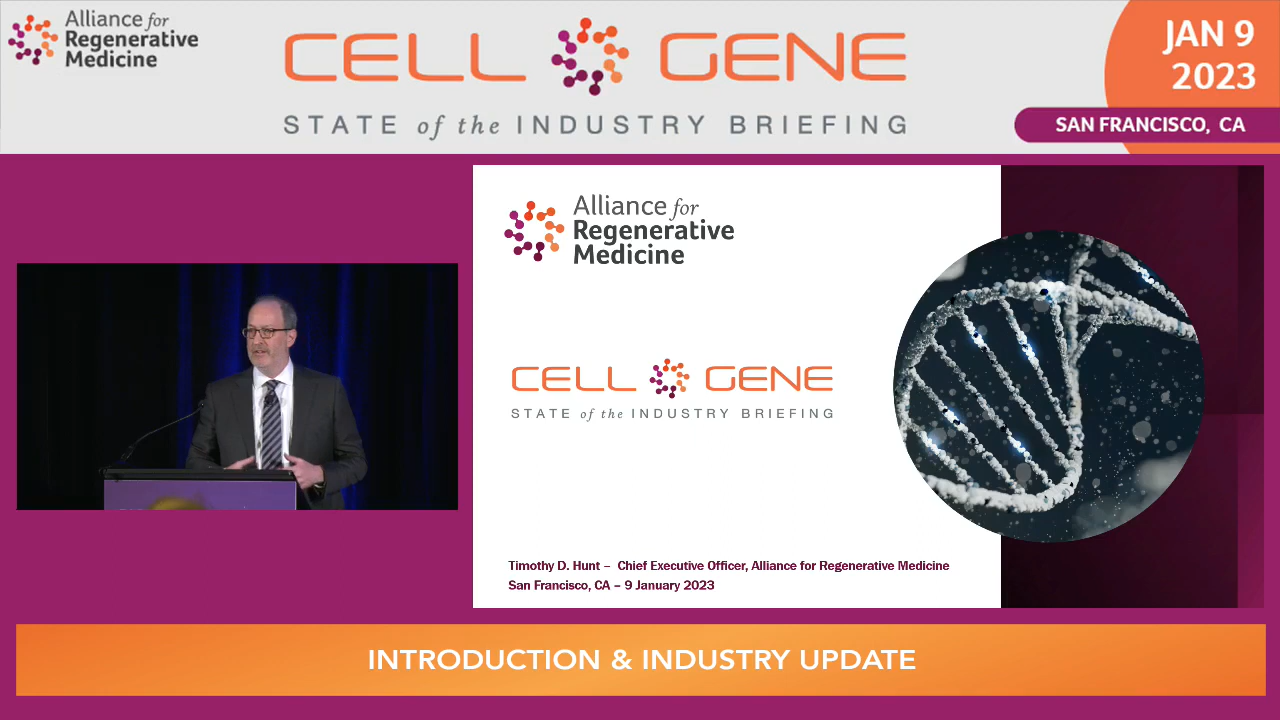 Alliance for
Regenerative
Medicine
CELL GENE
STATE of the INDUSTRY BRIEFING
JAN 9
2023
SAN FRANCISCO, CA
Alliance for
Regenerative
Medicine
CELL GENE
STATE of the INDUSTRY BRIEFING
Timothy D. Hunt – Chief Executive Officer, Alliance for Regenerative Medicine
San Francisco, CA – 9 January 2023
INTRODUCTION & INDUSTRY UPDATE